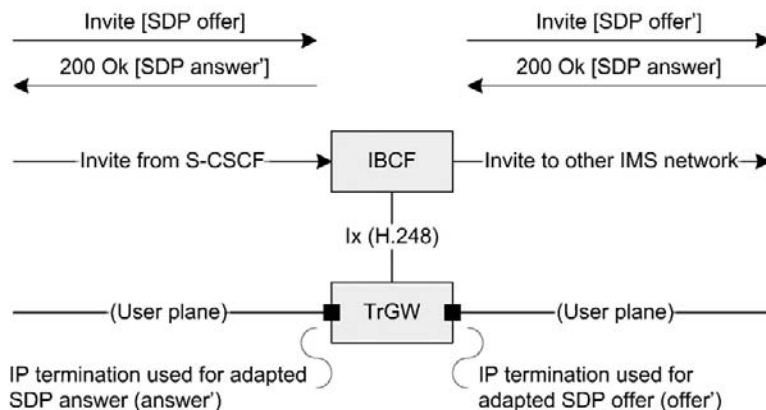 Invite [SDP offer]
Invite [SDP offer']
200 Ok [SDP answer']
200 Ok [SDP answer]
Invite from S-CSCF
IBCF
Invite to other IMS network
Ix (H.248)
(User plane)
TrGW
(User plane)
IP termination used for adapted
SDP answer (answer')
IP termination used for
adapted SDP offer (offer')